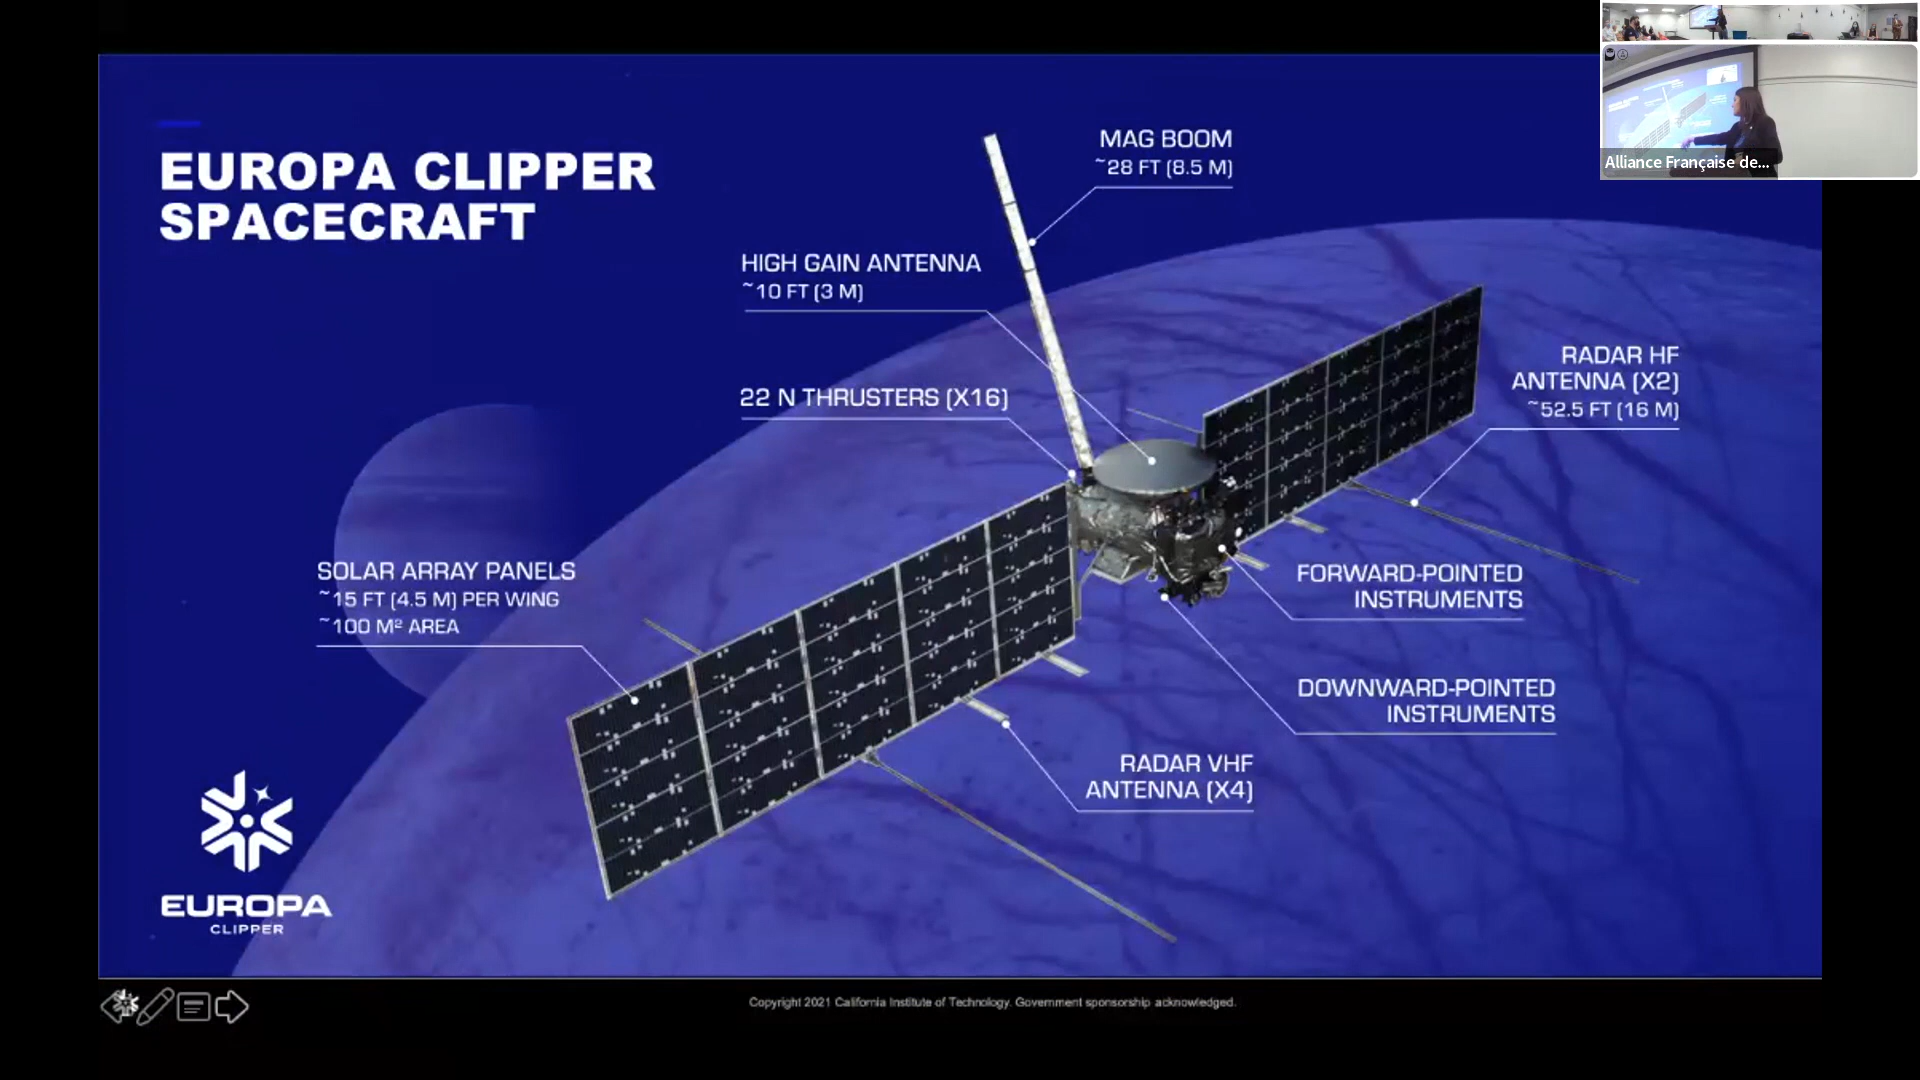 EUROPA CLIPPER
SPACECRAFT
MAG BOOM
~28 FT (8.5 M)
HIGH GAIN ANTENNA
~10 FT (3 M)
22 N THRUSTERS (X16)
RADAR HF
ANTENNA (X2)
~52.5 FT (16 M)
SOLAR ARRAY PANELS
~15 FT (4.5 M) PER WING
~100 M² AREA
FORWARD-POINTED
INSTRUMENTS
DOWNWARD-POINTED
INSTRUMENTS
RADAR VHF
ANTENNA (X4)
EUROPA
CLIPPER
Copyright 2021 California Institute of Technology. Government sponsorship acknowledged.
Alliance Française de...